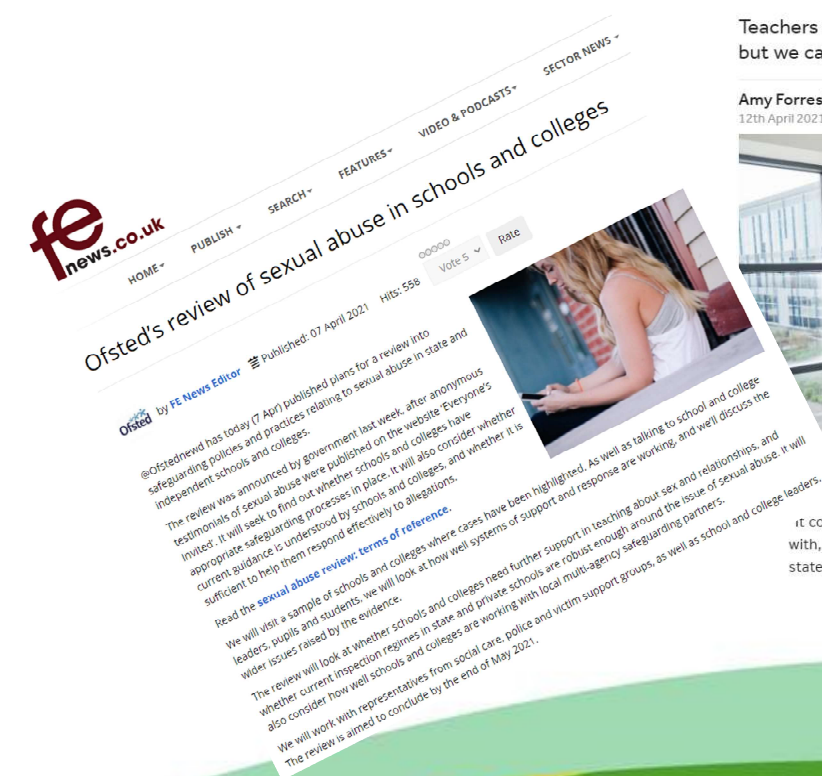 fe
news.co.uk
HOME
PUBLISH
SEARCH
FEATURES
VIDEO & PODCASTS
SECTOR NEWS
Ofsted's review of sexual abuse in schools and colleges
Ofsted
by FE News Editor
Published: 07 April 2021
Hits: 558
Vote 5
Rate
@Ofstednewd has today (7 Apr) published plans for a review into
safeguarding policies and practices relating to sexual abuse in state and
independent schools and colleges.
The review was announced by government last week, after anonymous
testimonials of sexual abuse were published on the website 'Everyone's
Invited'. It will seek to find out whether schools and colleges have
appropriate safeguarding processes in place. It will also consider whether
current guidance is understood by schools and colleges, and whether it is
sufficient to help them respond effectively to allegations.
Read the sexual abuse review: terms of reference.
We will visit a sample of schools and colleges where cases have been highlighted. As well as talking to school and college
leaders, pupils and students, we will look at how well systems of support and response are working, and we'll discuss the
wider issues raised by the evidence.
The review will look at whether schools and colleges need further support in teaching about sex and relationships, and
whether current inspection regimes in state and private schools are robust enough around the issue of sexual abuse. It will
also consider how well schools and colleges are working with local multi-agency safeguarding partners.
We will work with representatives from social care, police and victim support groups, as well as school and college leaders.
The review is aimed to conclude by the end of May 2021.
Teachers
but we ca
Amy Forres
12th April 2021
it co
with,
state